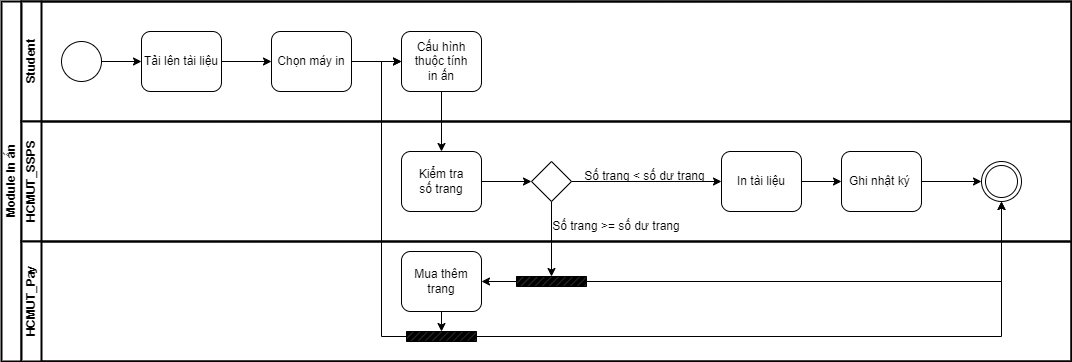 Module In ấn
Student
Tải lên tài liệu
Chọn máy in
Cấu hình
thuộc tính
in ấn
HCMUT_SSPS
Kiểm tra
số trang
Số trang < số dư trang
In tài liệu
Ghi nhật ký
Số trang >= số dư trang
HCMUT_Pay
Mua thêm
trang